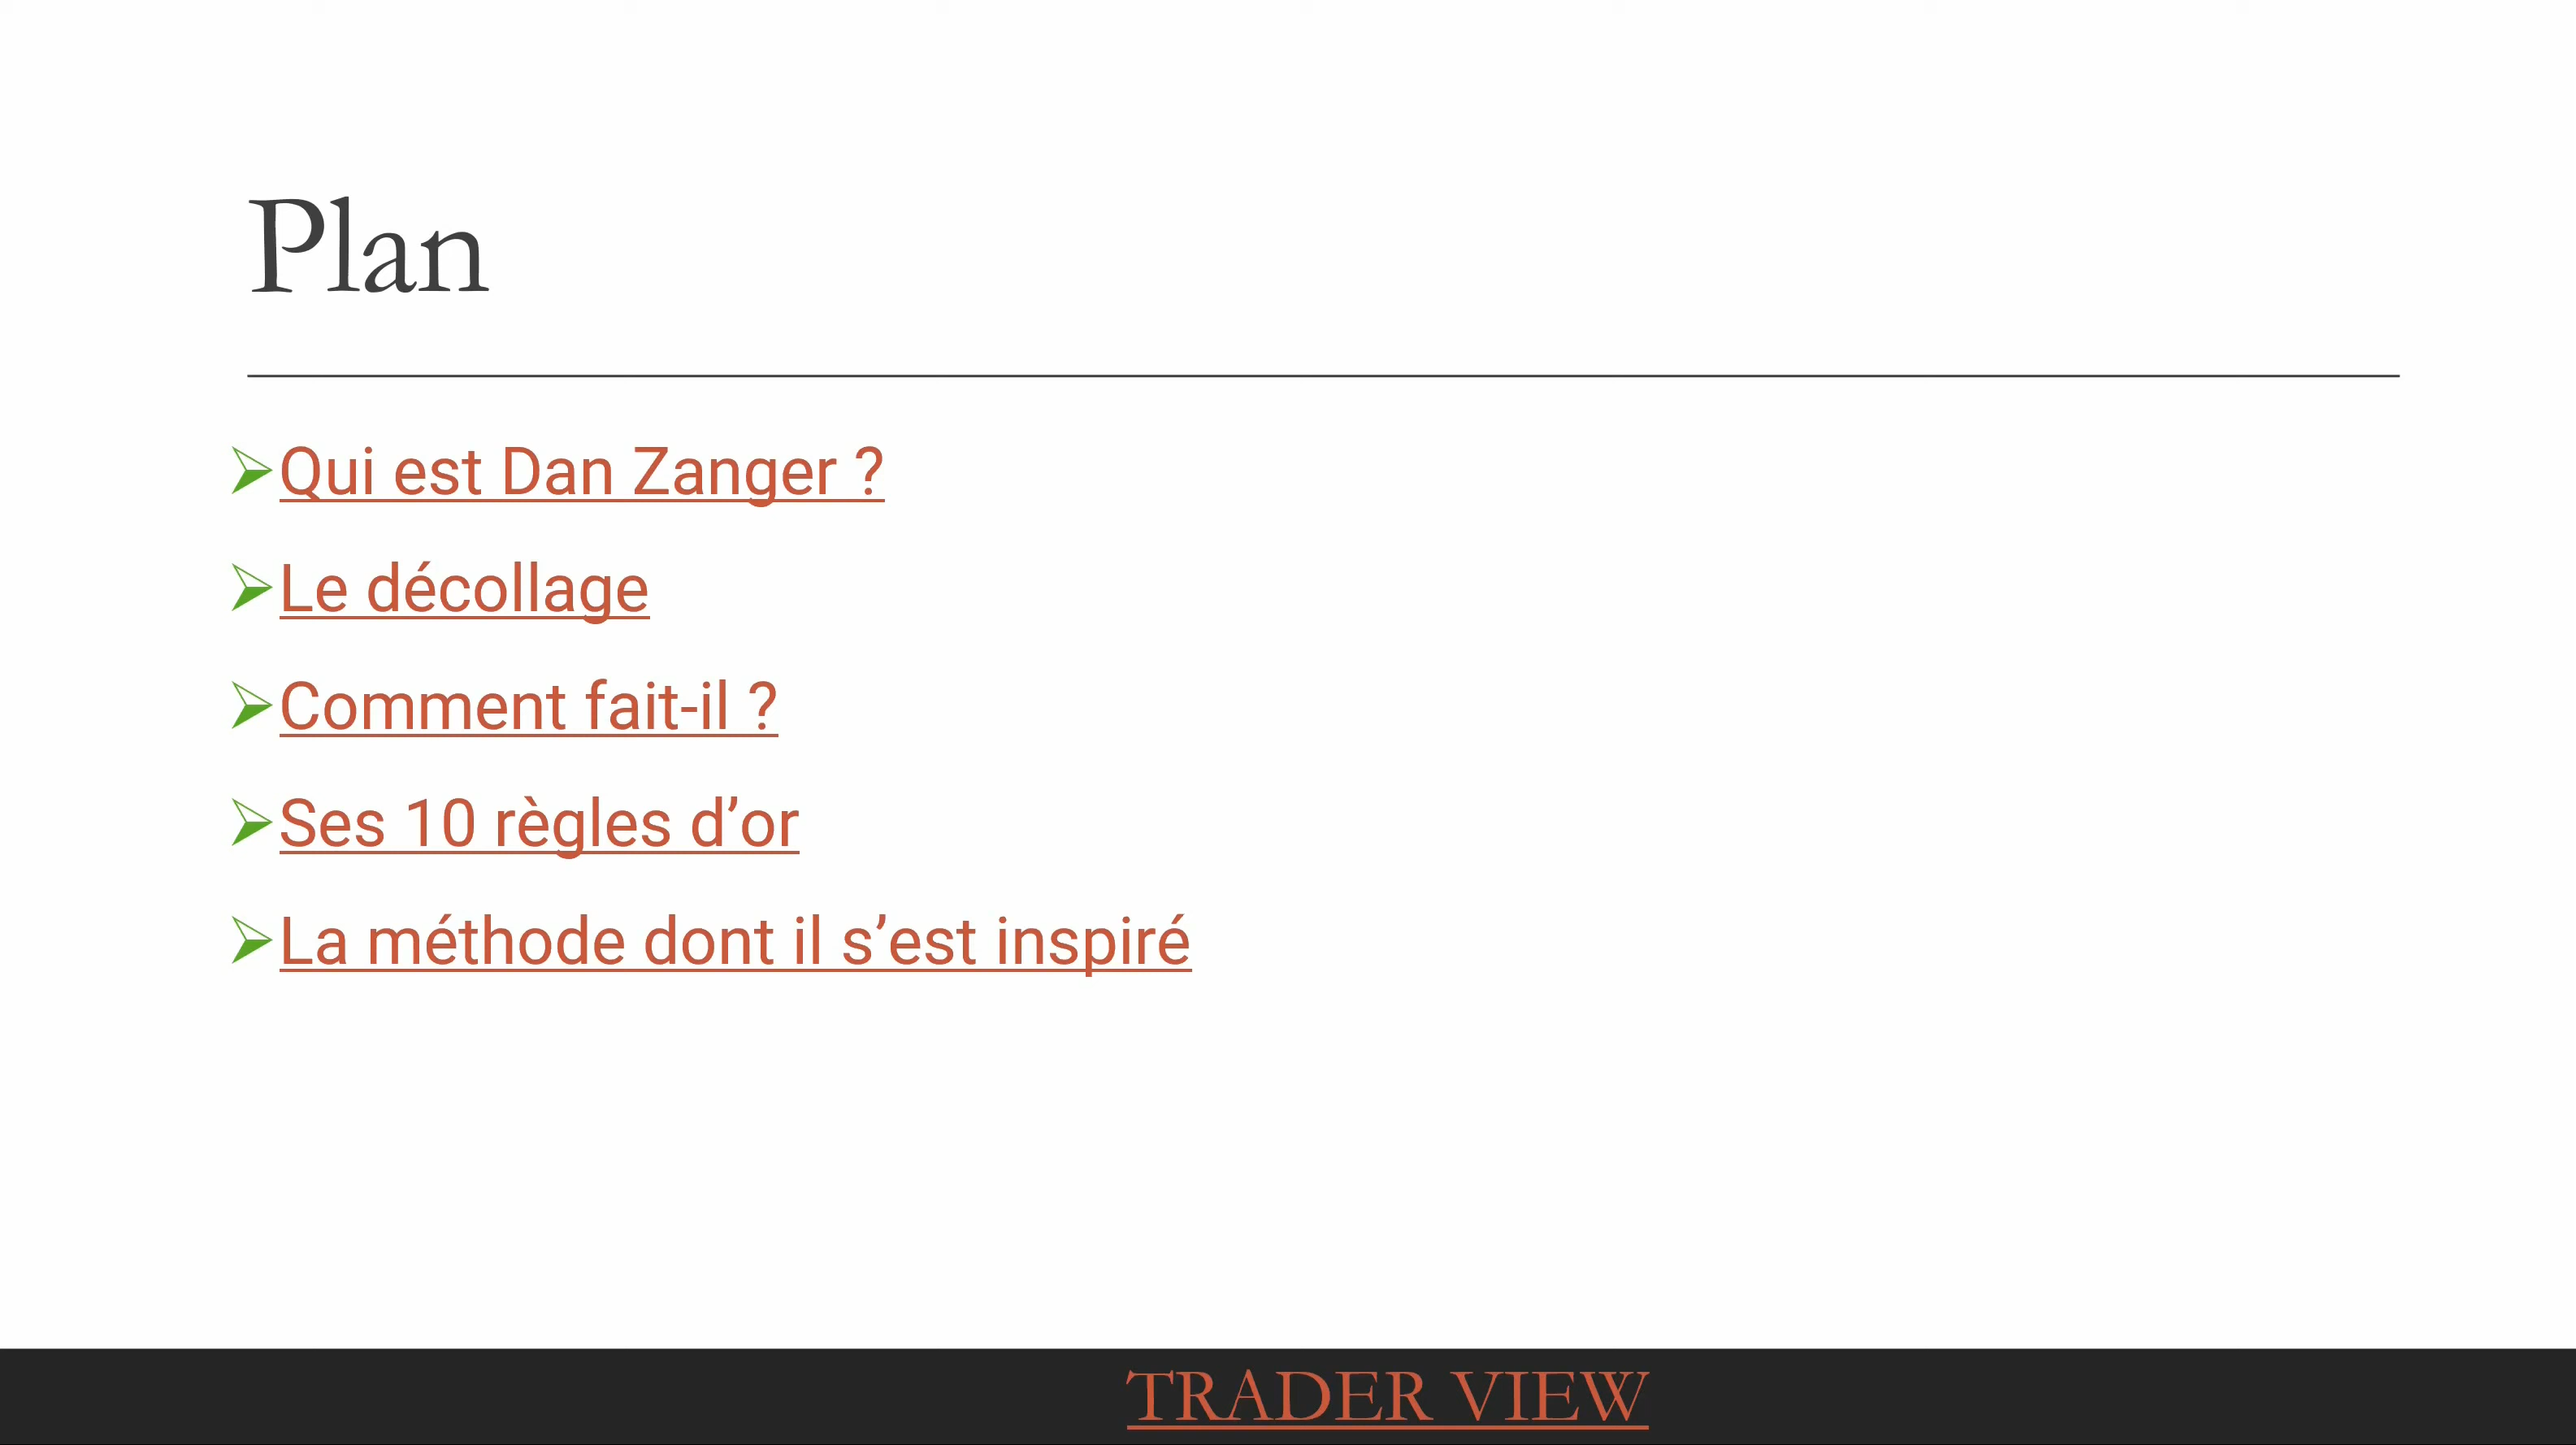 Plan
Qui est Dan Zanger ?
Le décollage
Comment fait-il ?
Ses 10 règles d’or
La méthode dont il s’est inspiré
TRADER VIEW